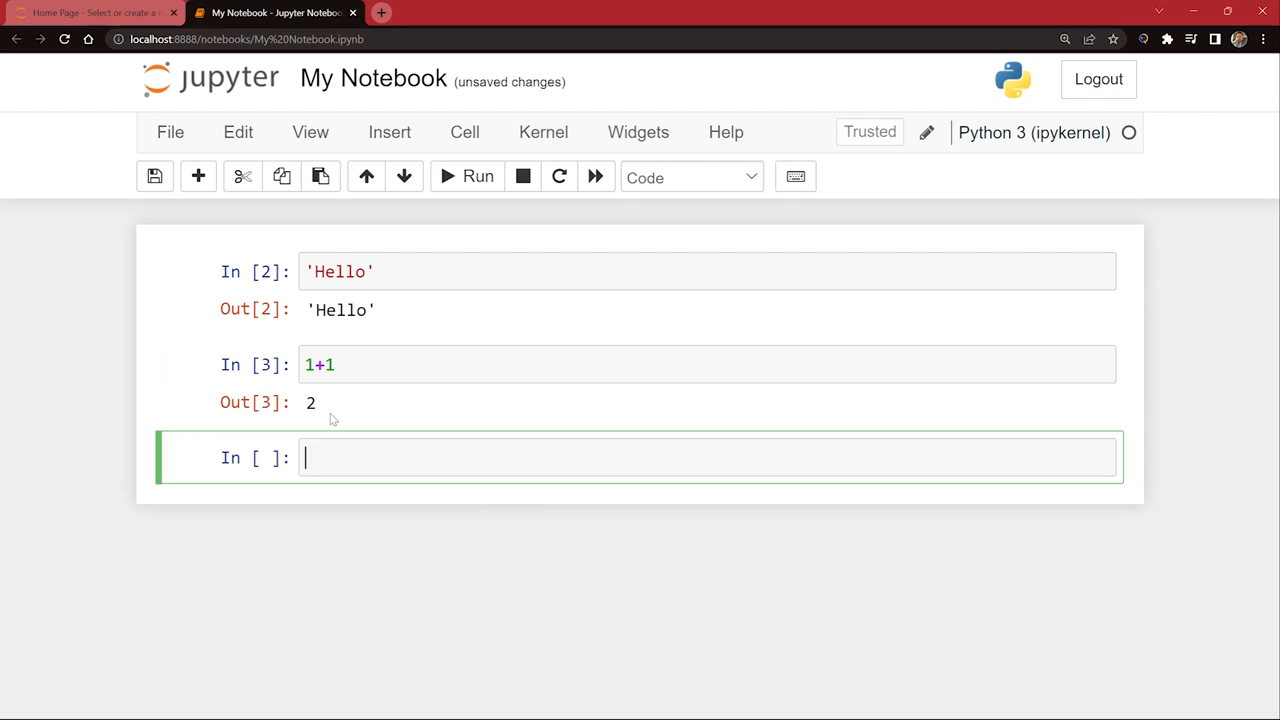 Home Page - Select or create a n
My Notebook - Jupyter Noteboo
localhost:8888/notebooks/My%20Notebook.ipynb
jupyter My Notebook (unsaved changes) Logout
File Edit View Insert Cell Kernel Widgets Help Trusted Python 3 (ipykernel)
Run Code
In [2]: 'Hello'
Out[2]: 'Hello'
In [3]: 1+1
Out[3]: 2
In [ ]: